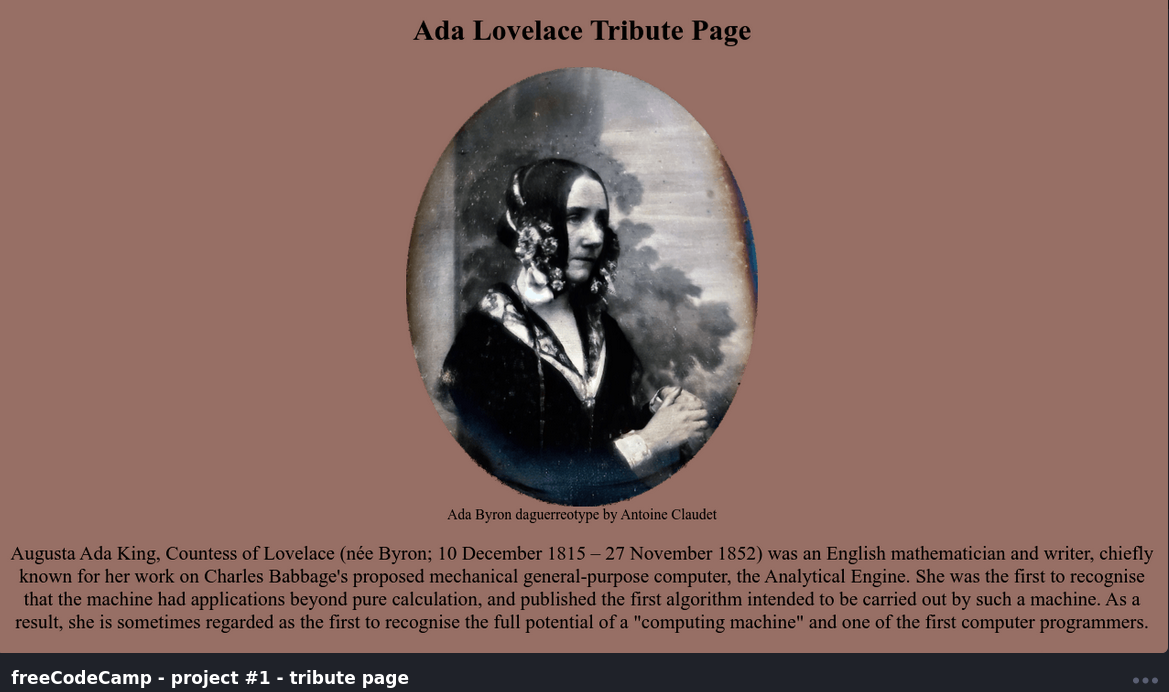 Ada Lovelace Tribute Page
Ada Byron daguerreotype by Antoine Claudet
Augusta Ada King, Countess of Lovelace (née Byron; 10 December 1815 – 27 November 1852) was an English mathematician and writer, chiefly
known for her work on Charles Babbage's proposed mechanical general-purpose computer, the Analytical Engine. She was the first to recognise
that the machine had applications beyond pure calculation, and published the first algorithm intended to be carried out by such a machine. As a
result, she is sometimes regarded as the first to recognise the full potential of a "computing machine" and one of the first computer programmers.
freeCodeCamp - project #1 - tribute page